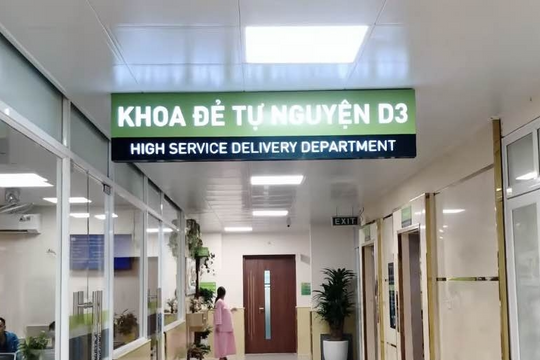 KHOA ĐẺ TỰ NGUYỆN D3
HIGH SERVICE DELIVERY DEPARTMENT
EXIT